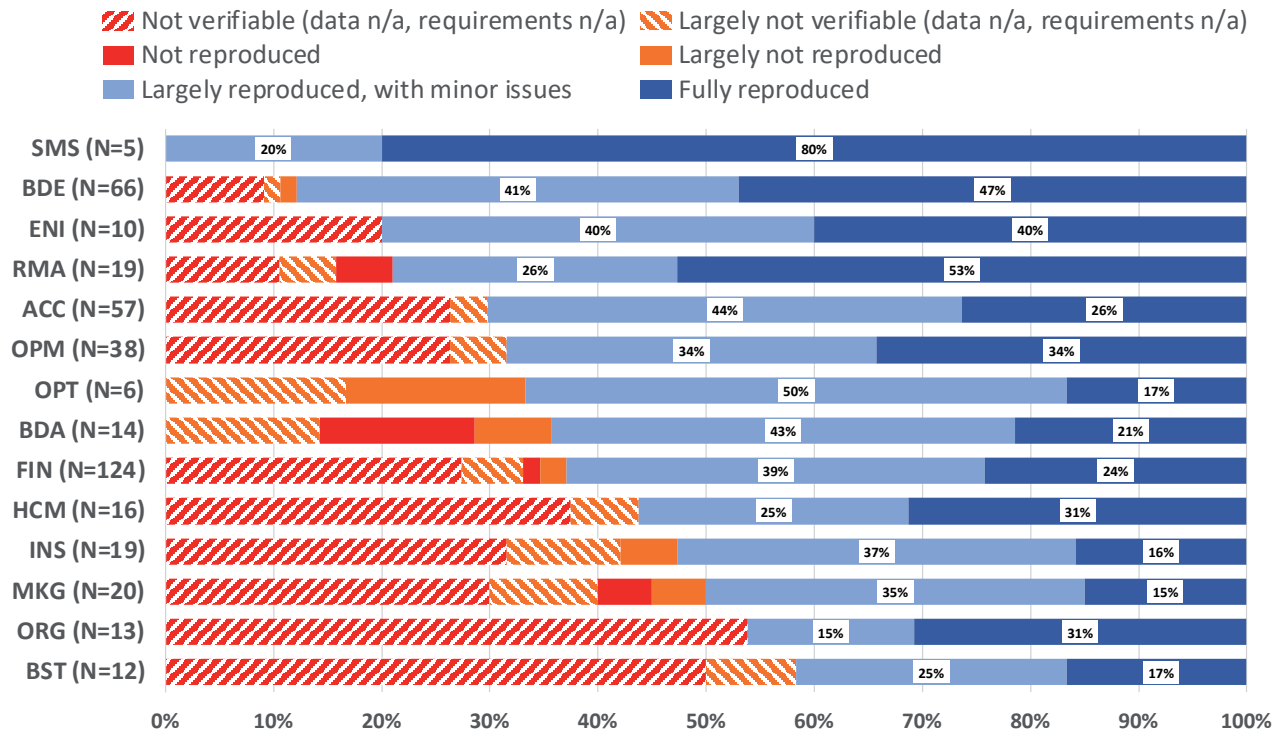 Not verifiable (data n/a, requirements n/a) Largely not verifiable (data n/a, requirements n/a)
Not reproduced Largely not reproduced
Largely reproduced, with minor issues Fully reproduced
SMS (N=5) 20% 80%
BDE (N=66) 41% 47%
ENI (N=10) 40% 40%
RMA (N=19) 26% 53%
ACC (N=57) 44% 26%
OPM (N=38) 34% 34%
OPT (N=6) 50% 17%
BDA (N=14) 43% 21%
FIN (N=124) 39% 24%
HCM (N=16) 25% 31%
INS (N=19) 37% 16%
MKG (N=20) 35% 15%
ORG (N=13) 15% 31%
BST (N=12) 25% 17%
0% 10% 20% 30% 40% 50% 60% 70% 80% 90% 100%